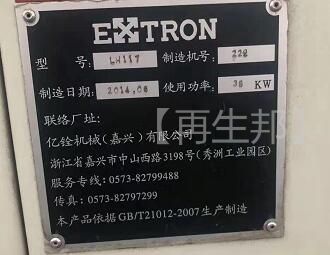 EXTRON
型 号: LH117 制造机号: 228
制造日期: 2014.06 使用功率: 38 KW
联络厂址:
亿铨机械(嘉兴)有限公司
浙江省嘉兴市中山西路3198号(秀洲工业园区)
服务专线: 0573-82799488
传真: 0573-82797299
本产品依据GB/T21012-2007生产制造
【再生邦】